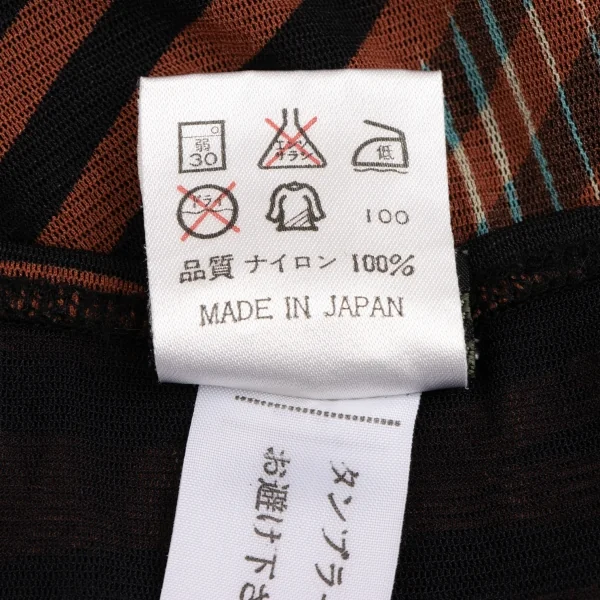 弱 エンソ 低
30 サラシ
ドライ 100
品質 ナイロン 100%
MADE IN JAPAN
タンブラー
お避け下さ